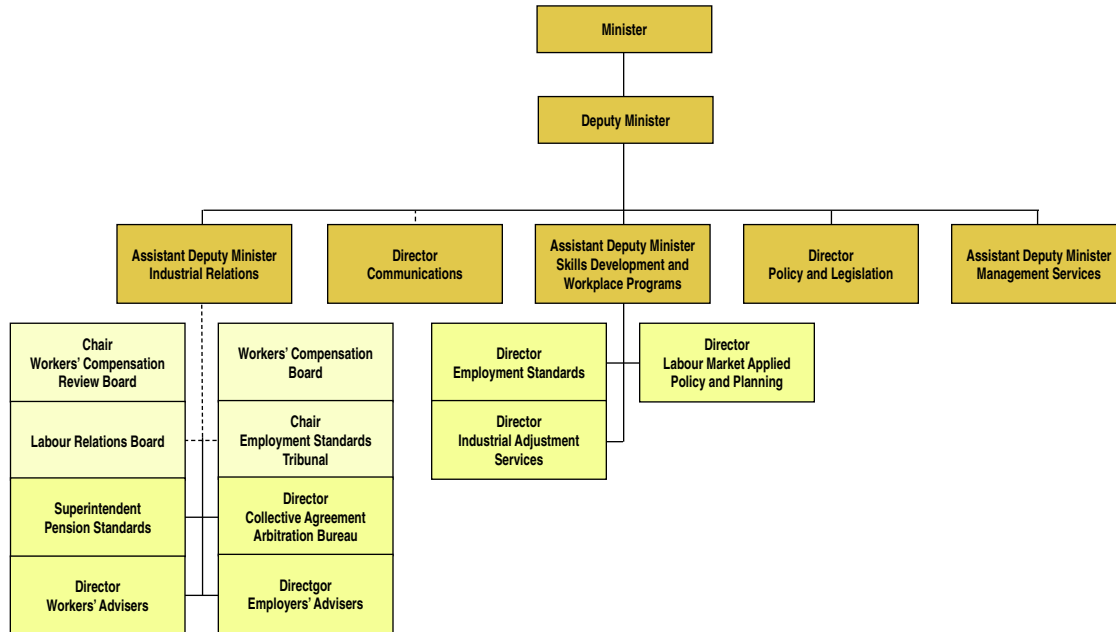 Minister
Deputy Minister
Assistant Deputy Minister
Industrial Relations
Director
Communications
Assistant Deputy Minister
Skills Development and
Workplace Programs
Director
Policy and Legislation
Assistant Deputy Minister
Management Services
Chair
Workers' Compensation
Review Board
Workers' Compensation
Board
Director
Employment Standards
Director
Labour Market Applied
Policy and Planning
Labour Relations Board
Chair
Employment Standards
Tribunal
Director
Industrial Adjustment
Services
Superintendent
Pension Standards
Director
Collective Agreement
Arbitration Bureau
Director
Workers' Advisers
Directgor
Employers' Advisers